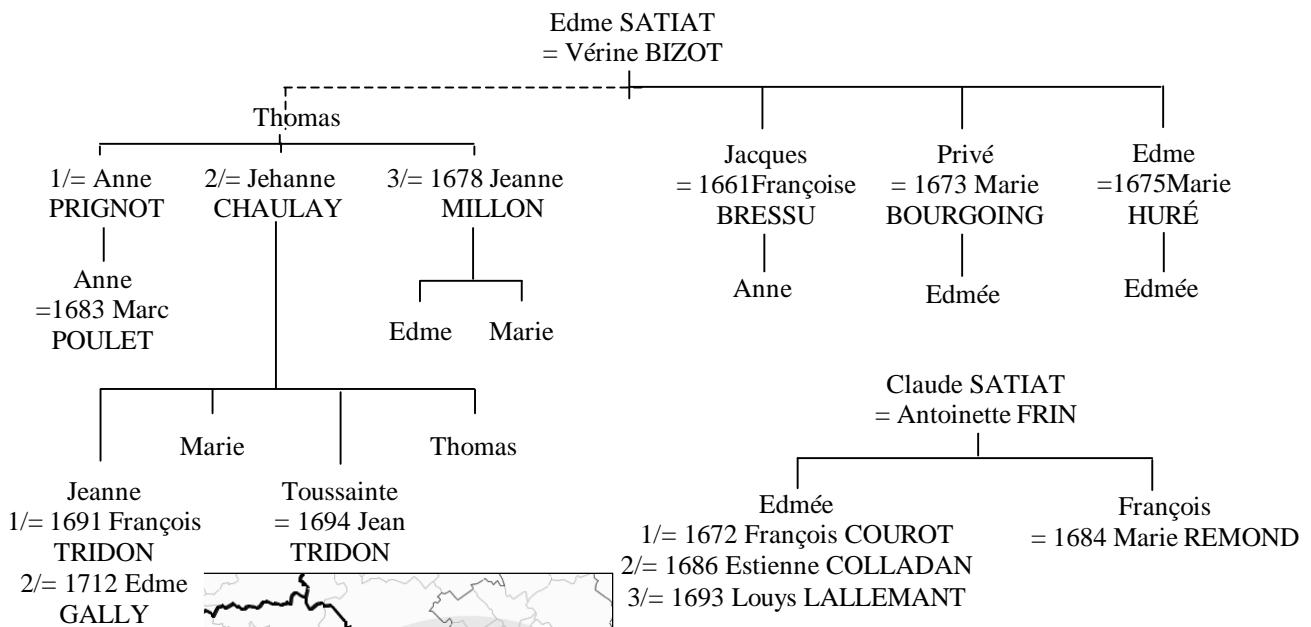 Edme SATIAT
= Vérine BIZOT
Thomas
1/= Anne
PRIGNOT
2/= Jehanne
CHAULAY
3/= 1678 Jeanne
MILLON
Jacques
= 1661Françoise
BRESSU
Privé
= 1673 Marie
BOURGOING
Edme
=1675Marie
HURÉ
Anne
=1683 Marc
POULET
Edme
Marie
Anne
Edmée
Edmée
Marie
Thomas
Jeanne
1/= 1691 François
TRIDON
2/= 1712 Edme
GALLY
Toussainte
= 1694 Jean
TRIDON
Claude SATIAT
= Antoinette FRIN
Edmée
1/= 1672 François COUROT
2/= 1686 Estienne COLLADAN
3/= 1693 Louys LALLEMANT
François
= 1684 Marie REMOND